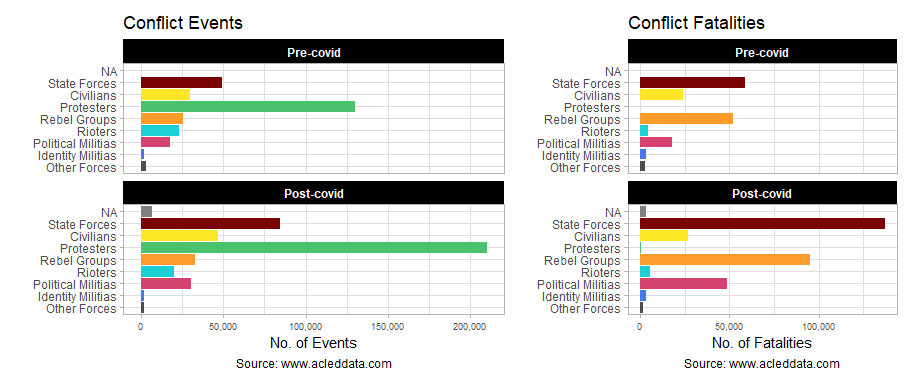 Conflict Events
Pre-covid
NA
State Forces
Civilians
Protesters
Rebel Groups
Rioters
Political Militias
Identity Militias
Other Forces
Post-covid
NA
State Forces
Civilians
Protesters
Rebel Groups
Rioters
Political Militias
Identity Militias
Other Forces
0 50,000 100,000 150,000 200,000
No. of Events
Source: www.acleddata.com
Conflict Fatalities
Pre-covid
NA
State Forces
Civilians
Protesters
Rebel Groups
Rioters
Political Militias
Identity Militias
Other Forces
Post-covid
NA
State Forces
Civilians
Protesters
Rebel Groups
Rioters
Political Militias
Identity Militias
Other Forces
0 50,000 100,000
No. of Fatalities
Source: www.acleddata.com